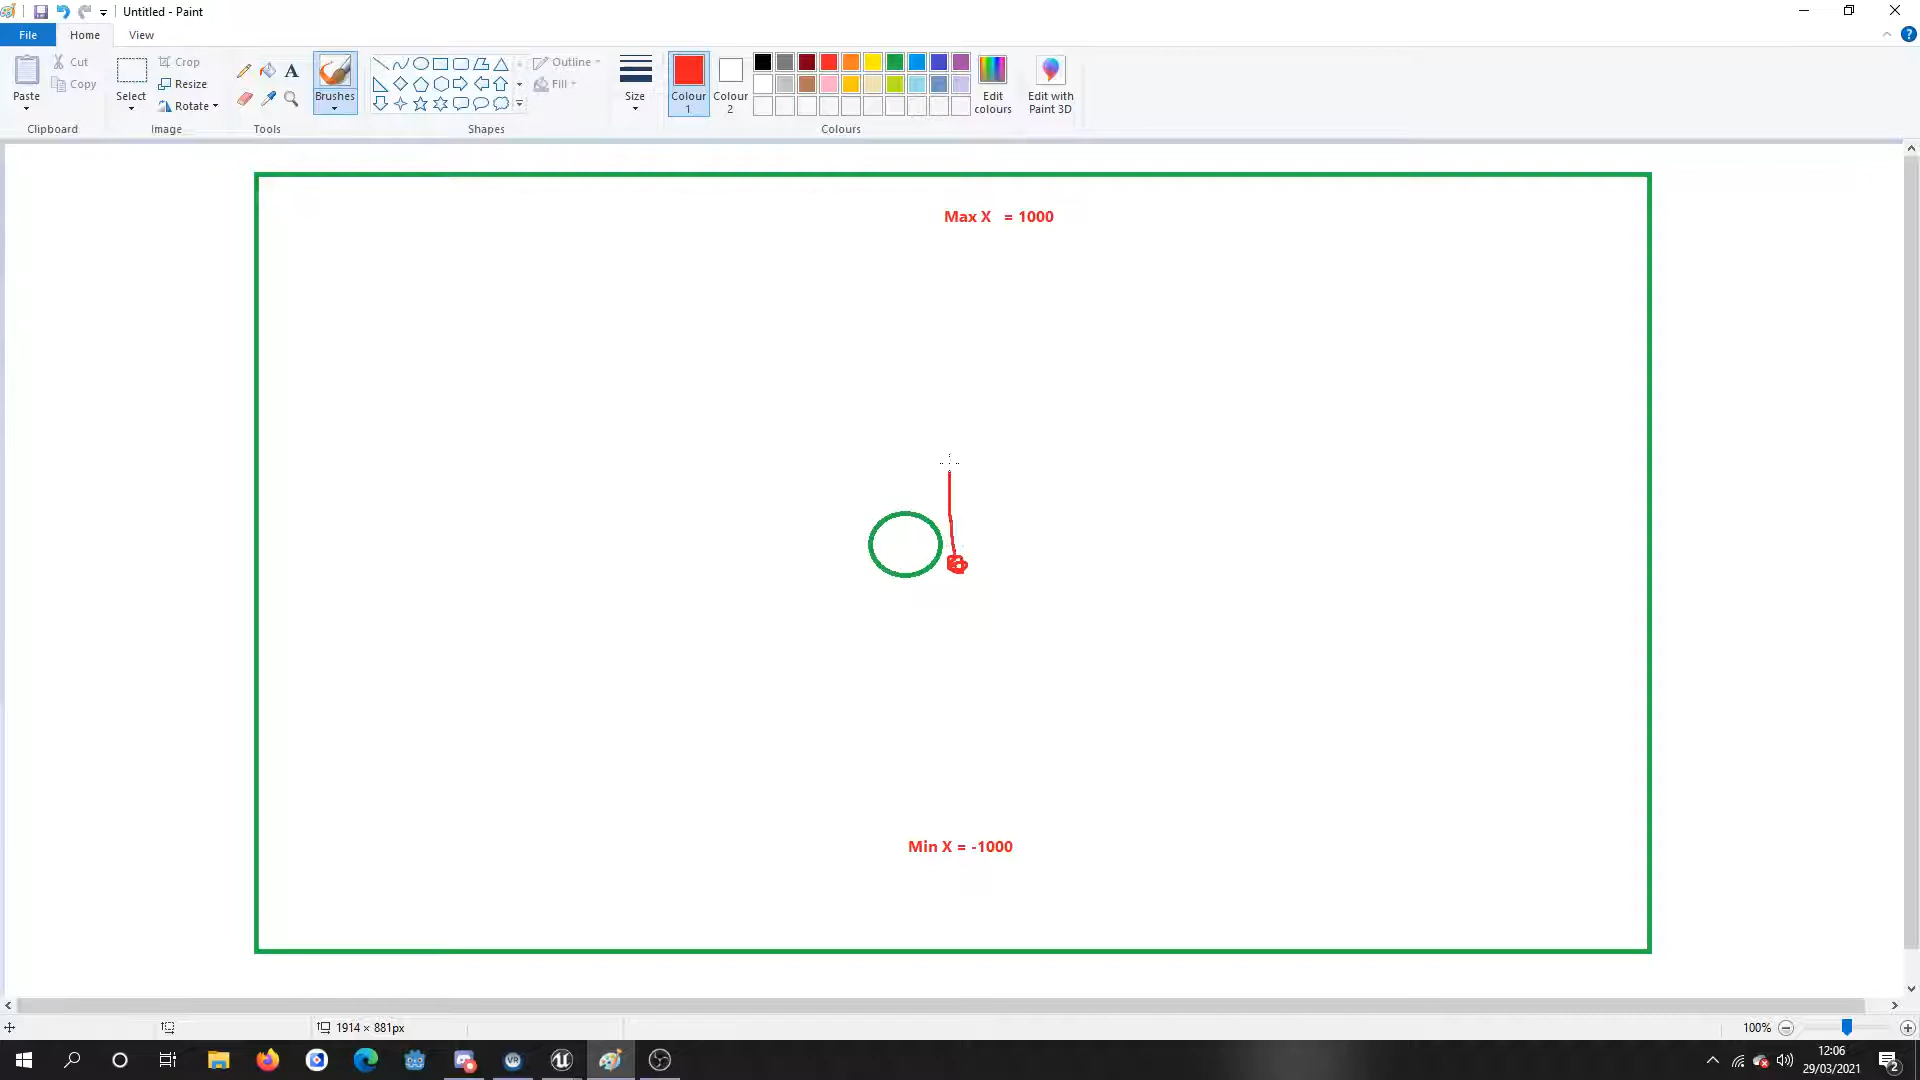 Untitled - Paint
File Home View
Paste
Cut
Copy
Clipboard
Select
Crop
Resize
Rotate
Image
A
Tools
Brushes
Shapes
Outline
Fill
Size
Colour 1
Colour 2
Colours
Edit colours
Edit with Paint 3D
Max X = 1000
Min X = -1000
1914 × 881px
100%
VR
12:06
29/03/2021
2